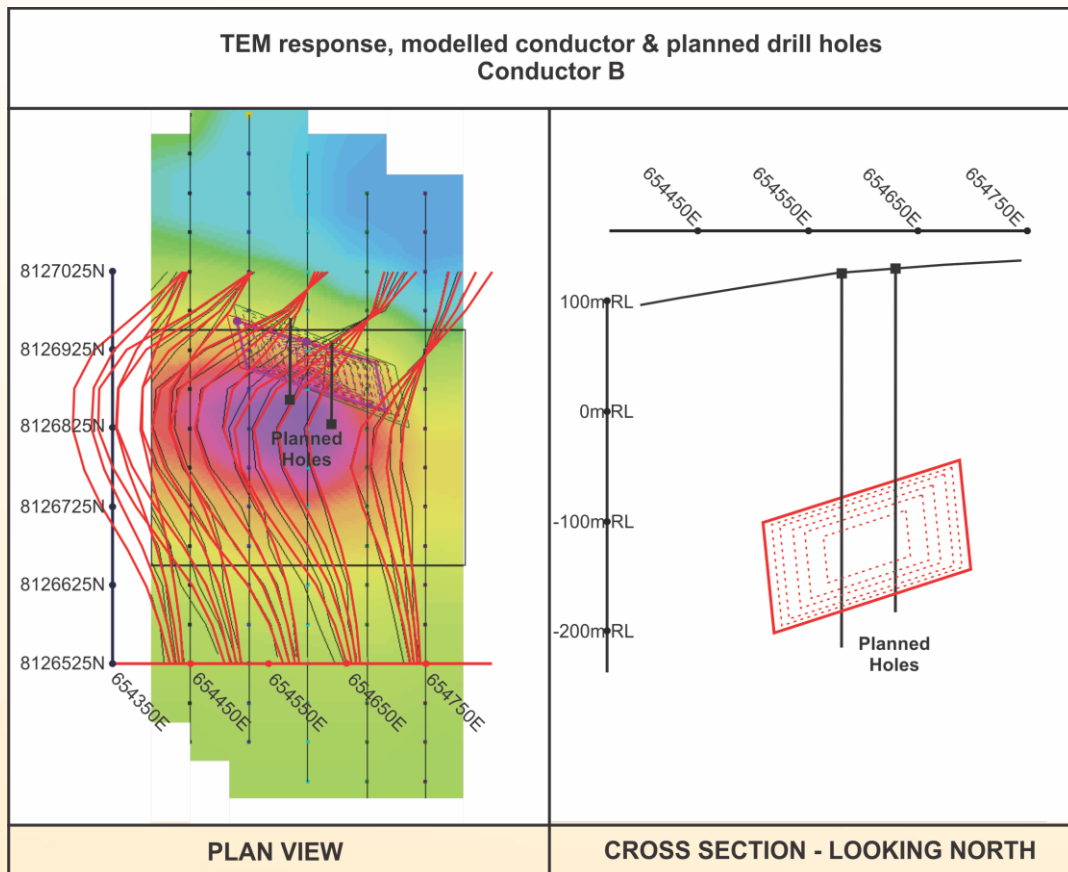 TEM response, modelled conductor & planned drill holes
Conductor B
8127025N
8126925N
8126825N
8126725N
8126625N
8126525N
654350E
654450E
654550E
654650E
654750E
Planned
Holes
PLAN VIEW
654450E
654550E
654650E
654750E
100mRL
0mRL
-100mRL
-200mRL
Planned
Holes
CROSS SECTION - LOOKING NORTH